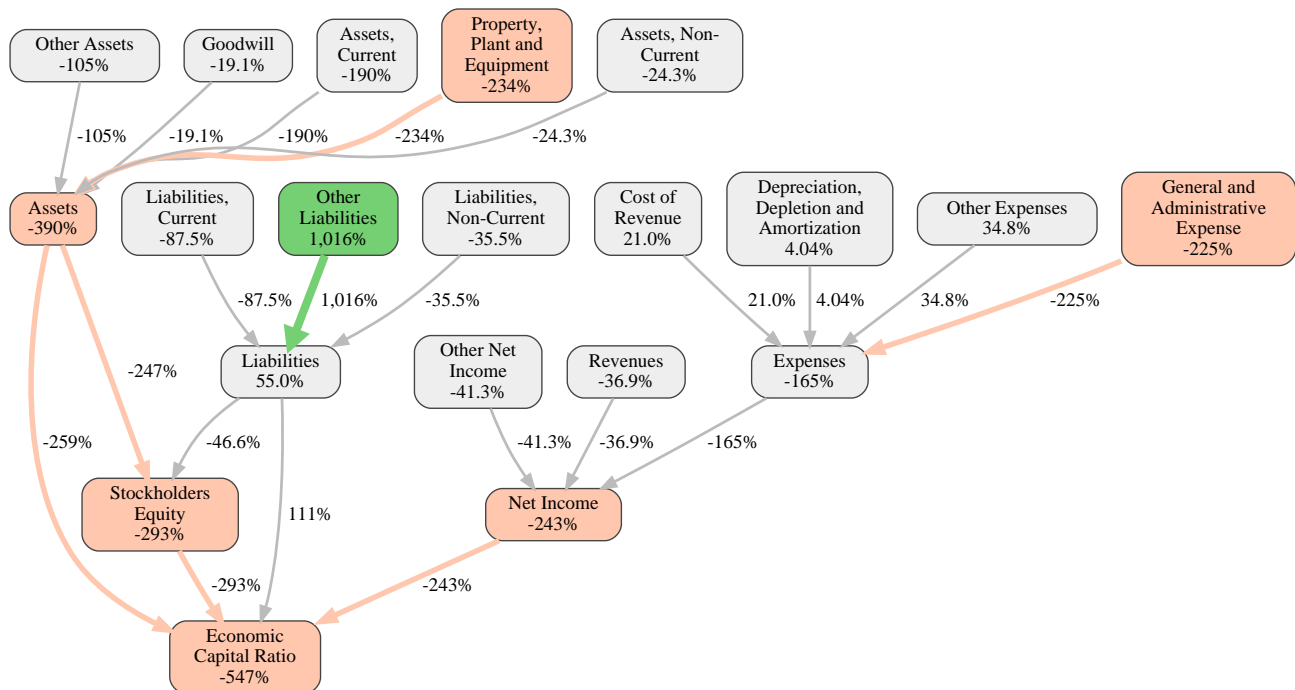 Other Assets
-105%
Goodwill
-19.1%
Assets,
Current
-190%
Property,
Plant and
Equipment
-234%
Assets, Non-
Current
-24.3%
-105%
-19.1%
-190%
-234%
-24.3%
Assets
-390%
Liabilities,
Current
-87.5%
Other
Liabilities
1,016%
Liabilities,
Non-Current
-35.5%
Cost of
Revenue
21.0%
Depreciation,
Depletion and
Amortization
4.04%
Other Expenses
34.8%
General and
Administrative
Expense
-225%
-87.5%
1,016%
-35.5%
21.0%
4.04%
34.8%
-225%
-247%
Liabilities
55.0%
Other Net
Income
-41.3%
Revenues
-36.9%
Expenses
-165%
-259%
-46.6%
-41.3%
-36.9%
-165%
Stockholders
Equity
-293%
111%
Net Income
-243%
-293%
-243%
Economic
Capital Ratio
-547%